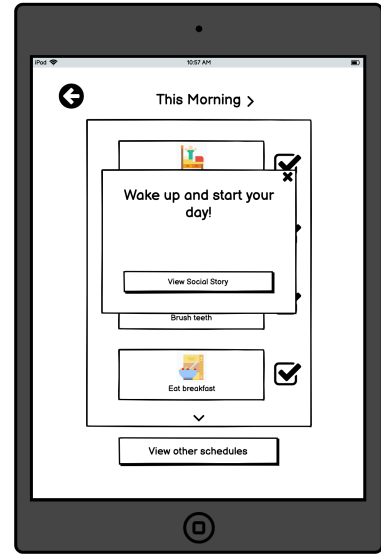 iPod
10:57 AM
This Morning >
Wake up and start your
day!
View Social Story
Brush teeth
Eat breakfast
View other schedules